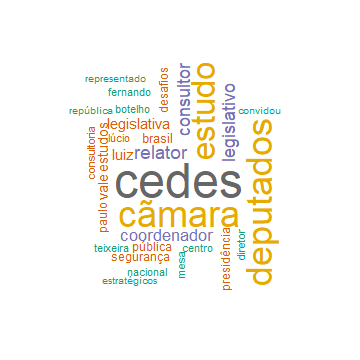 representado
fernando
república
botelho
desafios
consultor
estudo
legislativo
convidou
legislativa
lúcio
brasil
consultoria
estudos
luiz
relator
cedes
vale
paulo
cãmara
deputados
coordenador
teixeira
pública
centro
diretor
presidência
segurança
mesa
nacional
estratégicos